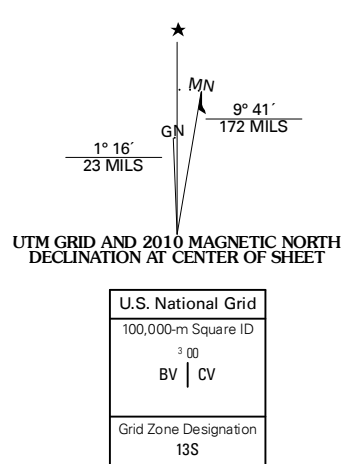 ★
MN
GN
9° 41´
172 MILS
1° 16´
23 MILS
UTM GRID AND 2010 MAGNETIC NORTH
DECLINATION AT CENTER OF SHEET
U.S. National Grid
100,000-m Square ID
3 00
BV | CV
Grid Zone Designation
13S